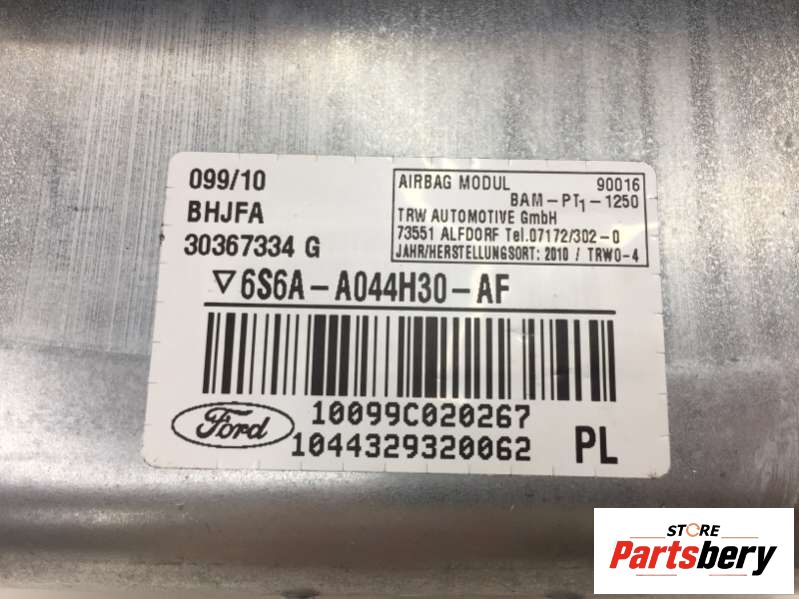 099/10
BHJFA
30367334 G
AIRBAG MODUL 90016
BAM-PT1-1250
TRW AUTOMOTIVE GmbH
73551 ALFDORF Tel.07172/302-0
JAHR/HERSTELLUNGSORT: 2010 / TRW0-4
▽6S6A-A044H30-AF
10099C020267
1044329320062
Ford
PL
STORE
Partsbery